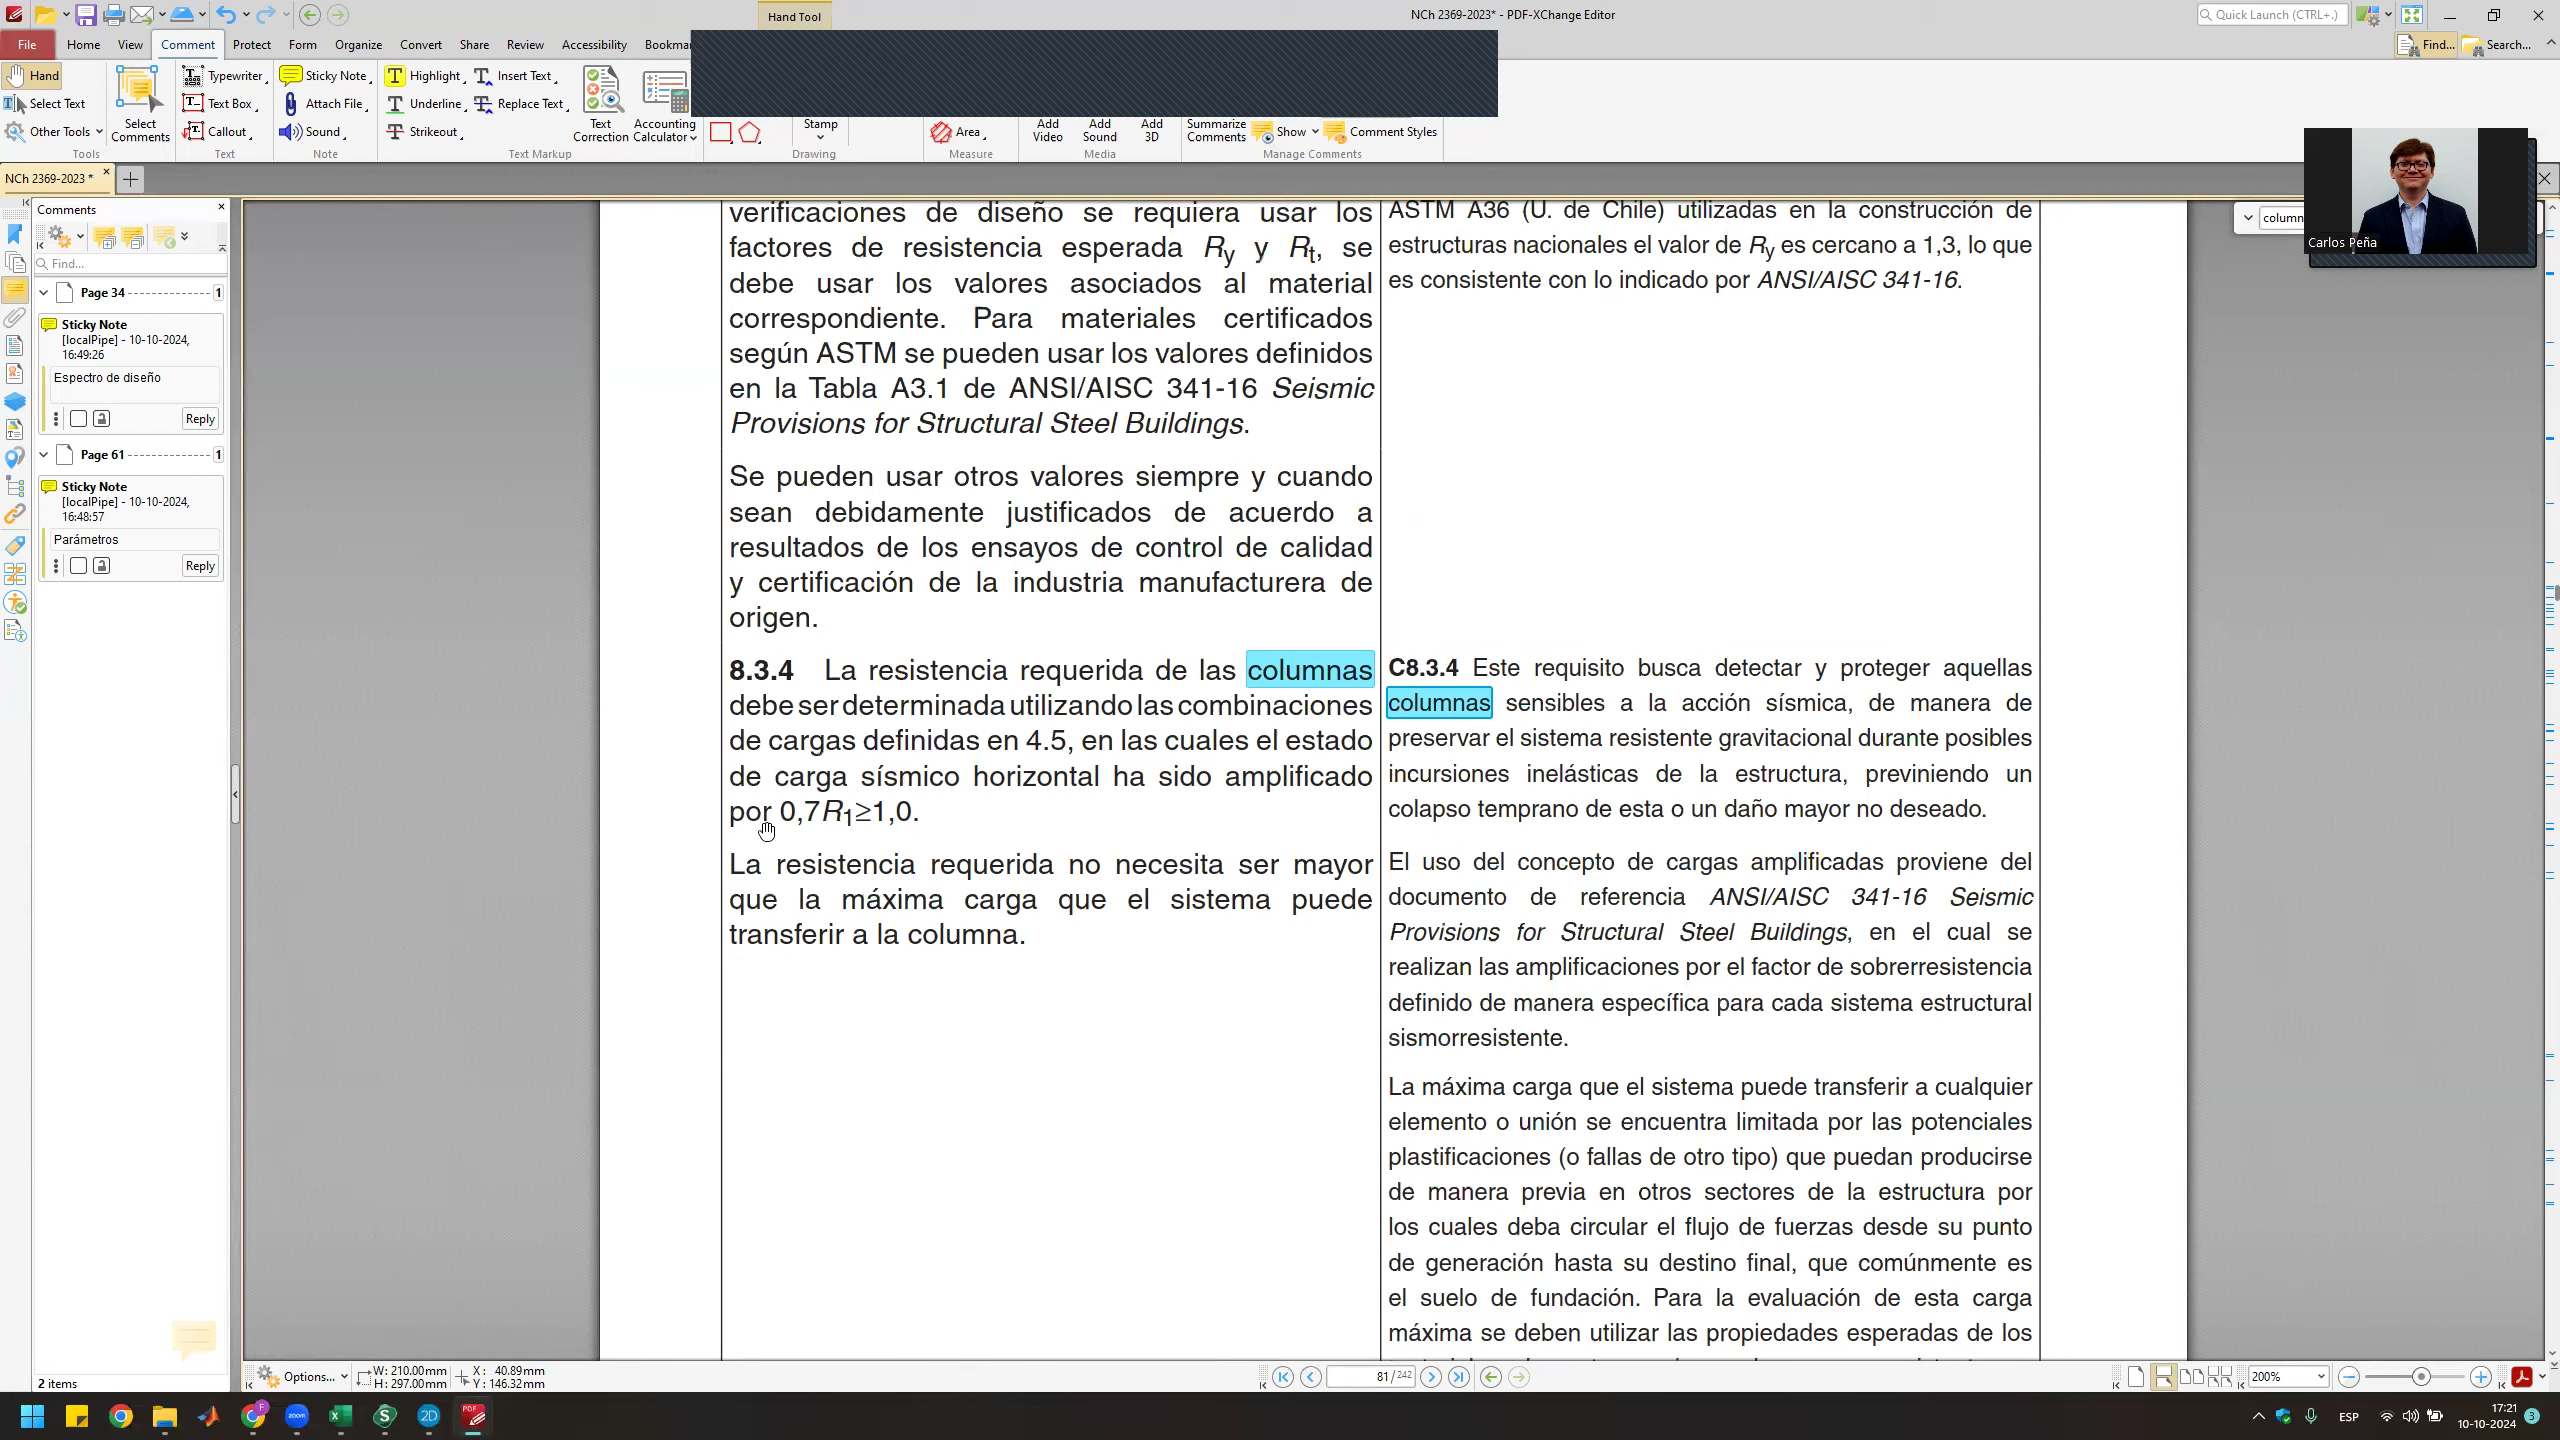 Hand Tool
NCh 2369-2023* - PDF-XChange Editor
Quick Launch (CTRL+.)
File
Home
View
Comment
Protect
Form
Organize
Convert
Share
Review
Accessibility
Bookmar
Find...
Search...
Hand
Select Text
Other Tools
Tools
Select
Comments
Typewriter
Text Box
Callout
Text
Sticky Note
Attach File
Sound
Note
Highlight
Underline
Strikeout
Insert Text
Replace Text
Text Markup
Text
Correction
Accounting
Calculator
Stamp
Drawing
Area
Measure
Add
Video
Add
Sound
Add
3D
Media
Summarize
Comments
Show
Comment Styles
Manage Comments
NCh 2369-2023 *
Comments
Find...
Page 34
1
Sticky Note
[localPipe] - 10-10-2024,
16:49:26
Espectro de diseño
Reply
Page 61
1
Sticky Note
[localPipe] - 10-10-2024,
16:48:57
Parámetros
Reply
2 items
verificaciones de diseño se requiera usar los
factores de resistencia esperada Ry y Rt, se
debe usar los valores asociados al material
correspondiente. Para materiales certificados
según ASTM se pueden usar los valores definidos
en la Tabla A3.1 de ANSI/AISC 341-16 Seismic
Provisions for Structural Steel Buildings.
Se pueden usar otros valores siempre y cuando
sean debidamente justificados de acuerdo a
resultados de los ensayos de control de calidad
y certificación de la industria manufacturera de
origen.
8.3.4 La resistencia requerida de las columnas
debe ser determinada utilizando las combinaciones
de cargas definidas en 4.5, en las cuales el estado
de carga sísmico horizontal ha sido amplificado
por 0,7R1≥1,0.
La resistencia requerida no necesita ser mayor
que la máxima carga que el sistema puede
transferir a la columna.
ASTM A36 (U. de Chile) utilizadas en la construcción de
estructuras nacionales el valor de Ry es cercano a 1,3, lo que
es consistente con lo indicado por ANSI/AISC 341-16.
C8.3.4 Este requisito busca detectar y proteger aquellas
columnas sensibles a la acción sísmica, de manera de
preservar el sistema resistente gravitacional durante posibles
incursiones inelásticas de la estructura, previniendo un
colapso temprano de esta o un daño mayor no deseado.
El uso del concepto de cargas amplificadas proviene del
documento de referencia ANSI/AISC 341-16 Seismic
Provisions for Structural Steel Buildings, en el cual se
realizan las amplificaciones por el factor de sobrerresistencia
definido de manera específica para cada sistema estructural
sismorresistente.
La máxima carga que el sistema puede transferir a cualquier
elemento o unión se encuentra limitada por las potenciales
plastificaciones (o fallas de otro tipo) que puedan producirse
de manera previa en otros sectores de la estructura por
los cuales deba circular el flujo de fuerzas desde su punto
de generación hasta su destino final, que comúnmente es
el suelo de fundación. Para la evaluación de esta carga
máxima se deben utilizar las propiedades esperadas de los
column
Carlos Peña
Options...
W: 210.00mm
H: 297.00mm
X: 40.89mm
Y: 146.32mm
81 / 242
200%
F
zoom
2D
PDF
ESP
17:21
10-10-2024
3